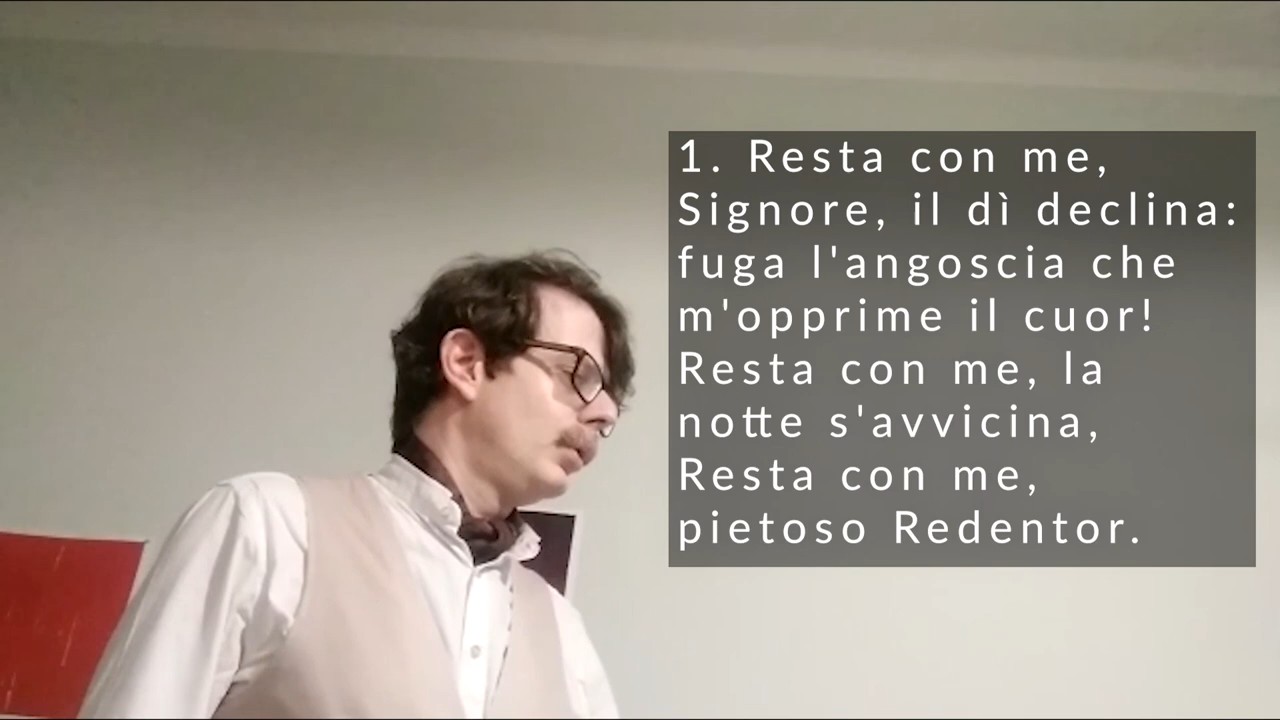 1. Resta con me,
Signore, il dì declina:
fuga l'angoscia che
m'opprime il cuor!
Resta con me, la
notte s'avvicina,
Resta con me,
pietoso Redentor.